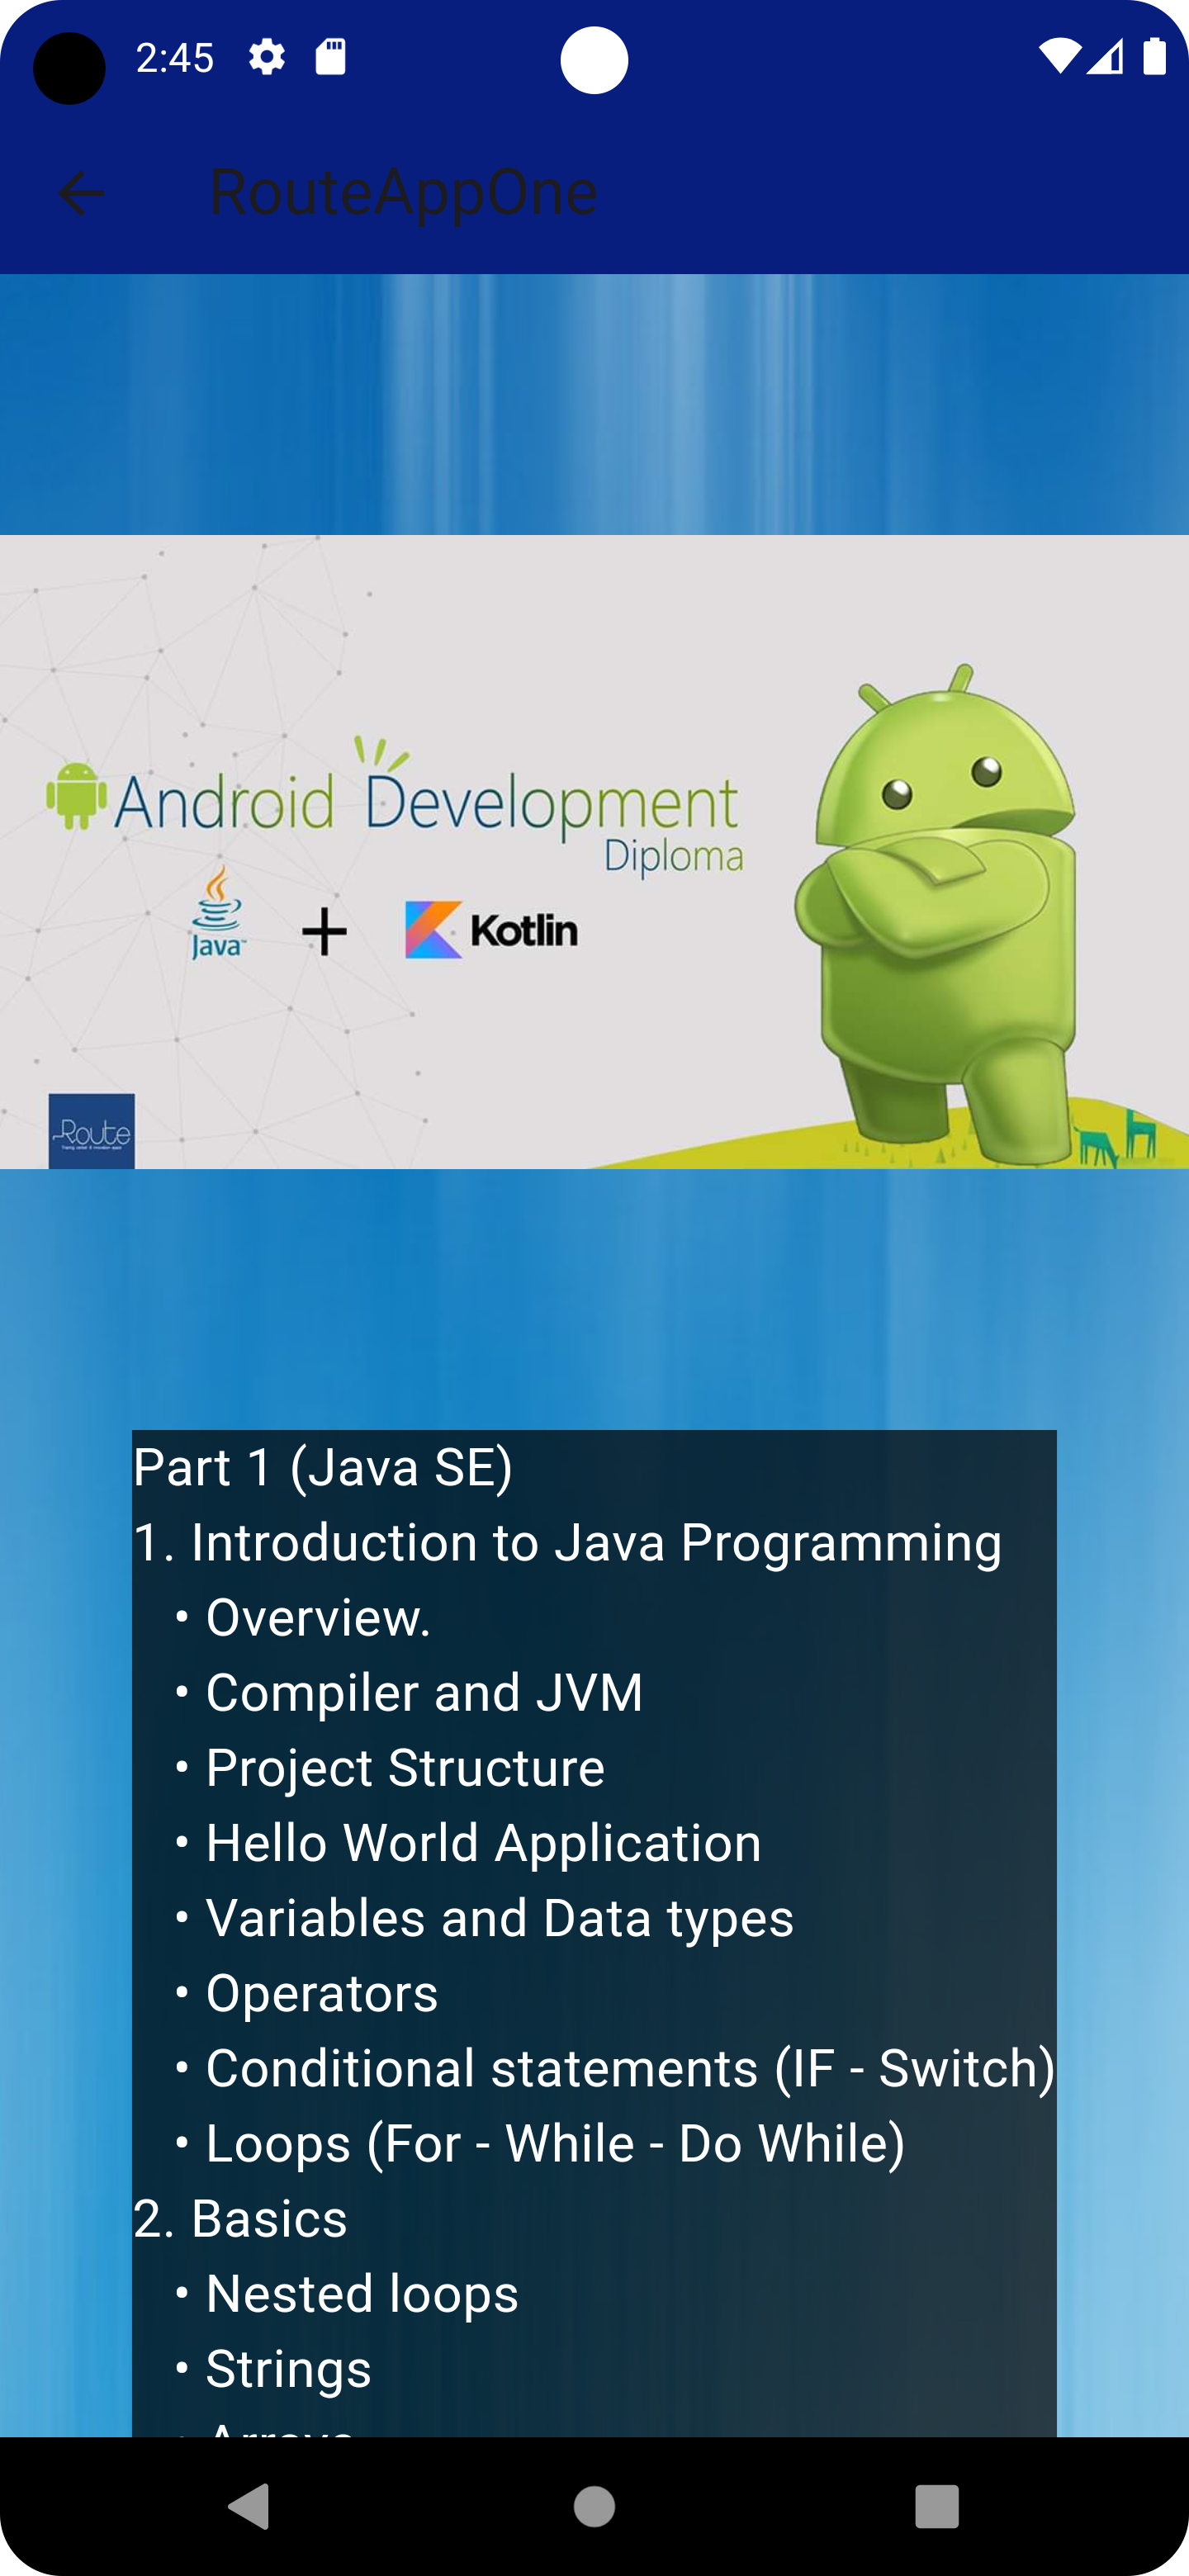 2:45
RouteAppOne
Android Development
Diploma
Java™
+
Kotlin
Route
Part 1 (Java SE)
1. Introduction to Java Programming
• Overview.
• Compiler and JVM
• Project Structure
• Hello World Application
• Variables and Data types
• Operators
• Conditional statements (IF - Switch)
• Loops (For - While - Do While)
2. Basics
• Nested loops
• Strings